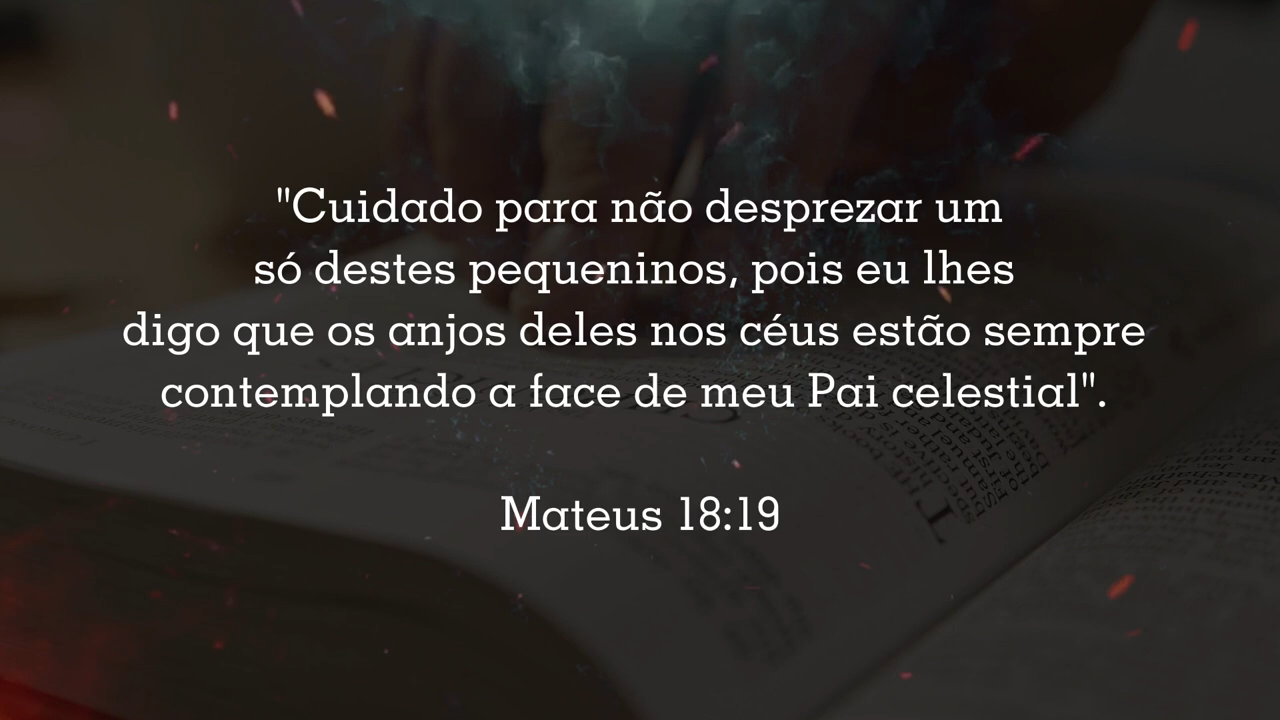 "Cuidado para não desprezar um
só destes pequeninos, pois eu lhes
digo que os anjos deles nos céus estão sempre
contemplando a face de meu Pai celestial".
Mateus 18:19